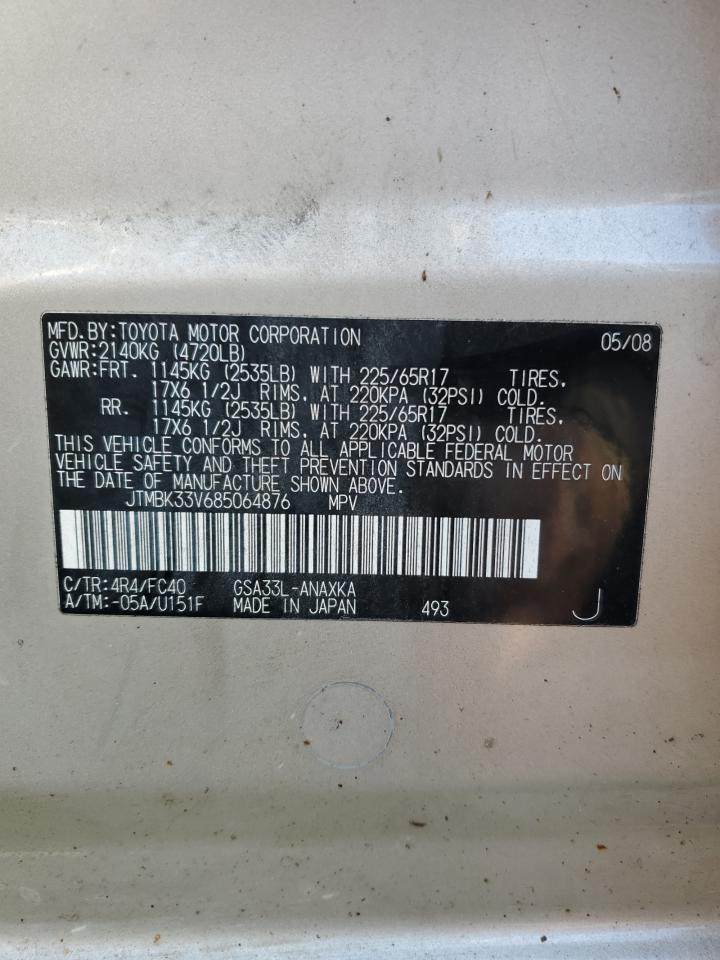 MFD.BY:TOYOTA MOTOR CORPORATION 05/08
GVWR:2140KG (4720LB)
GAWR:FRT. 1145KG (2535LB) WITH 225/65R17 TIRES,
17X6 1/2J RIMS, AT 220KPA (32PSI) COLD.
RR. 1145KG (2535LB) WITH 225/65R17 TIRES,
17X6 1/2J RIMS, AT 220KPA (32PSI) COLD.
THIS VEHICLE CONFORMS TO ALL APPLICABLE FEDERAL MOTOR
VEHICLE SAFETY AND THEFT PREVENTION STANDARDS IN EFFECT ON
THE DATE OF MANUFACTURE SHOWN ABOVE.
JTMBK33V685064876 MPV
C/TR:4R4/FC40 GSA33L-ANAXKA
A/TM:-05A/U151F MADE IN JAPAN 493 J